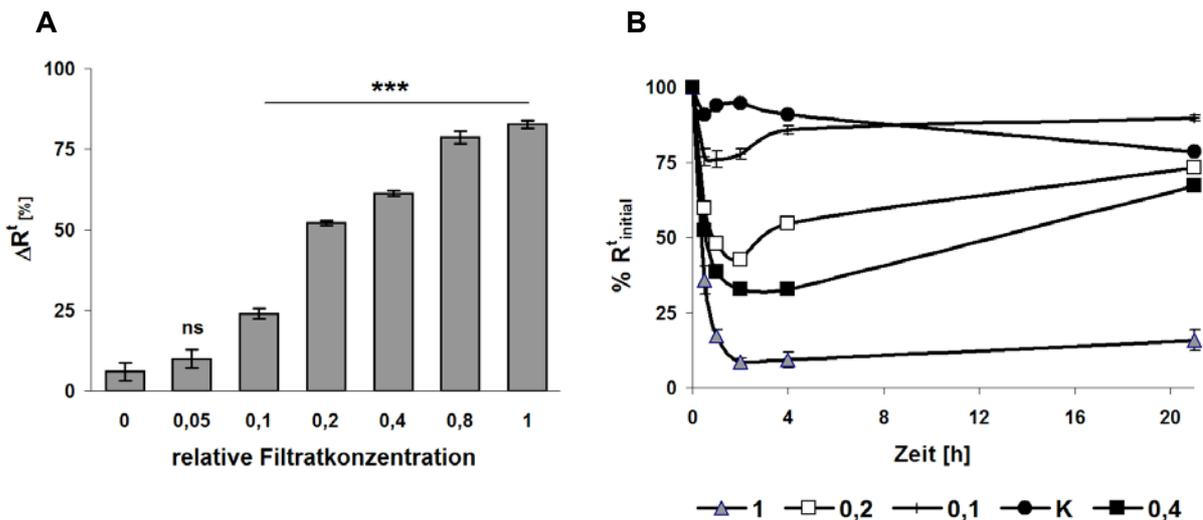 A
100
75
50
25
0
ΔRᵗ [%]
ns
***
0 0,05 0,1 0,2 0,4 0,8 1
relative Filtratkonzentration
B
100
75
50
25
0
% Rᵗinitial
0 4 8 12 16 20
Zeit [h]
1 0,2 0,1 K 0,4